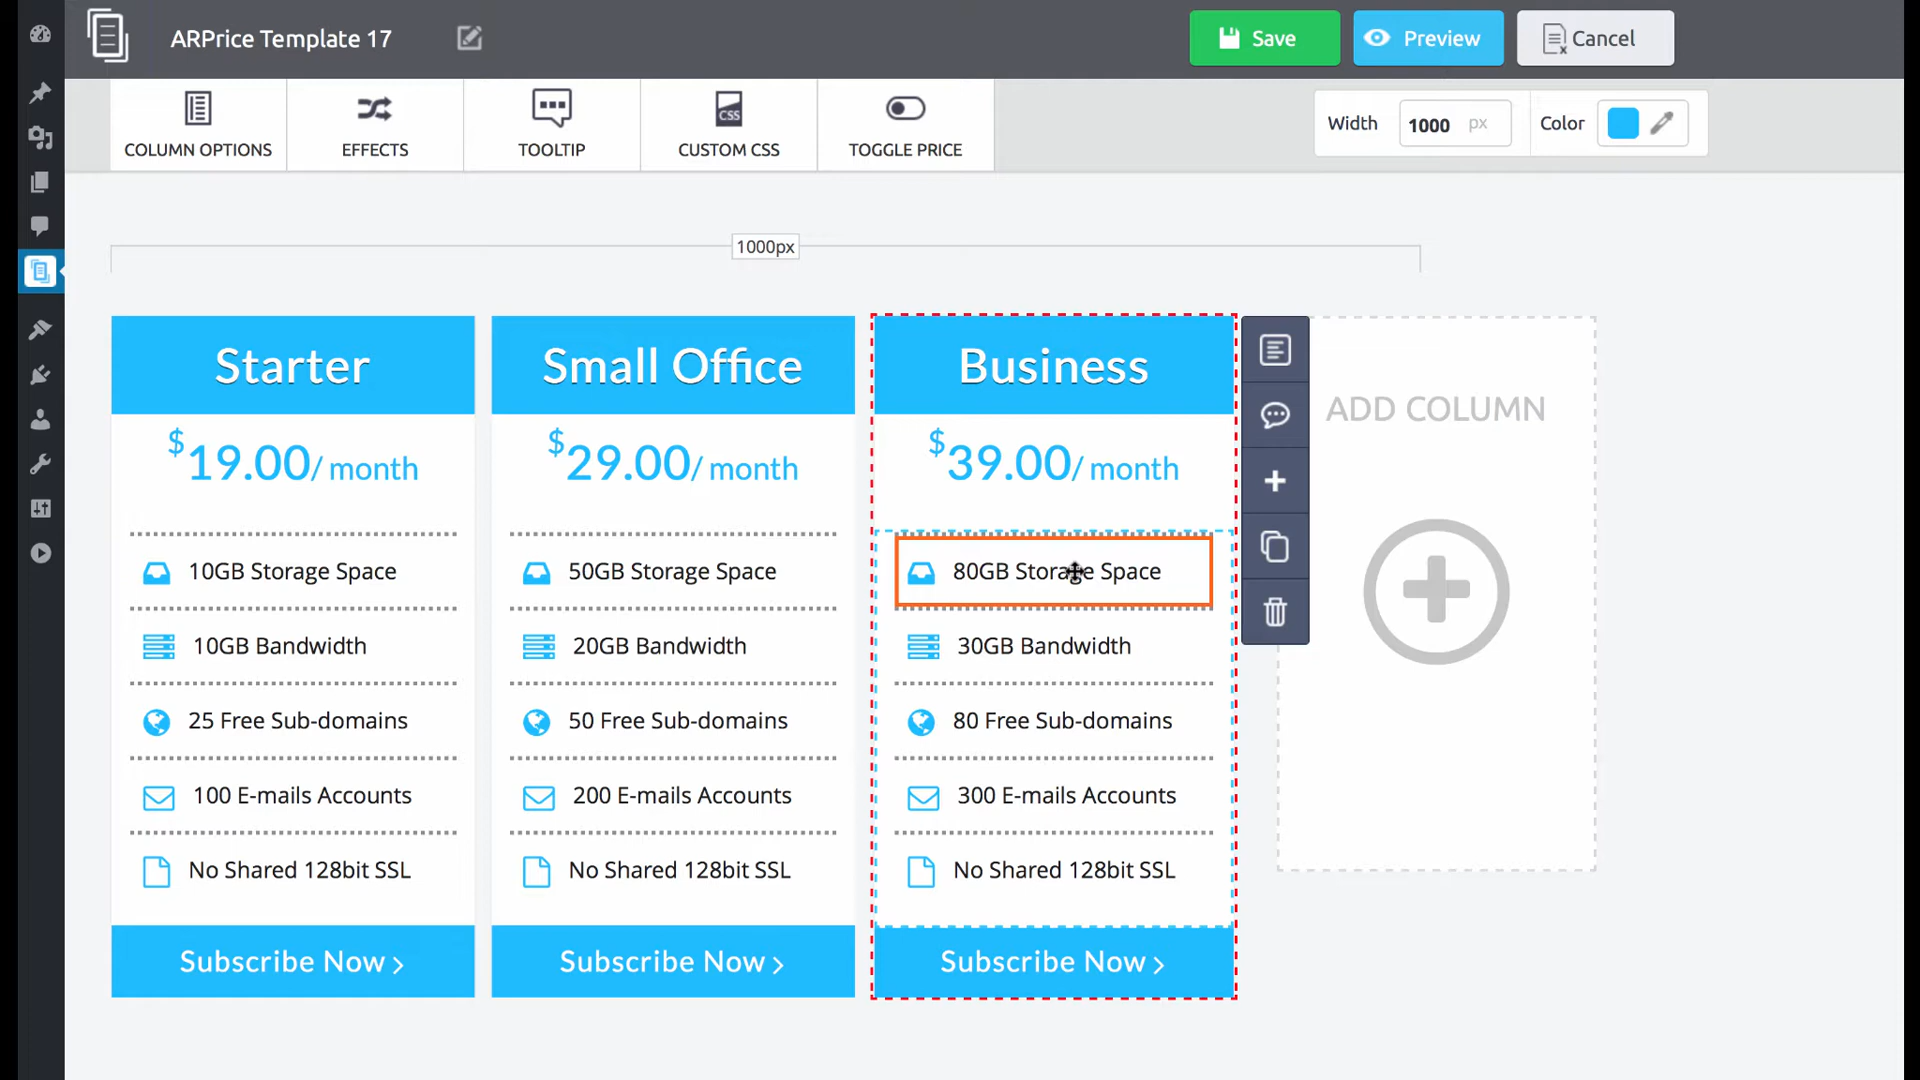 ARPrice Template 17
Save
Preview
Cancel
COLUMN OPTIONS
EFFECTS
TOOLTIP
CSS
CUSTOM CSS
TOGGLE PRICE
Width 1000 px
Color
1000px
Starter
$19.00/ month
10GB Storage Space
10GB Bandwidth
25 Free Sub-domains
100 E-mails Accounts
No Shared 128bit SSL
Subscribe Now >
Small Office
$29.00/ month
50GB Storage Space
20GB Bandwidth
50 Free Sub-domains
200 E-mails Accounts
No Shared 128bit SSL
Subscribe Now >
Business
$39.00/ month
80GB Storage Space
30GB Bandwidth
80 Free Sub-domains
300 E-mails Accounts
No Shared 128bit SSL
Subscribe Now >
ADD COLUMN